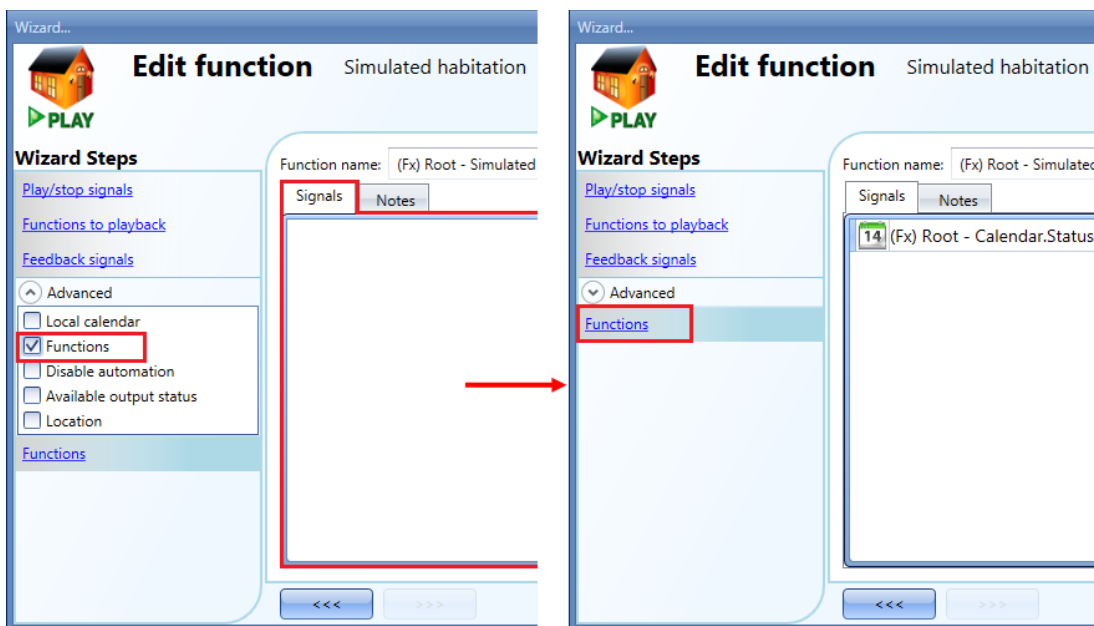 Wizard...
Edit function Simulated habitation
PLAY
Wizard Steps
Play/stop signals
Functions to playback
Feedback signals
Advanced
Local calendar
Functions
Disable automation
Available output status
Location
Functions
Function name: (Fx) Root - Simulated
Signals Notes
<<< >>>
Wizard...
Edit function Simulated habitation
PLAY
Wizard Steps
Play/stop signals
Functions to playback
Feedback signals
Advanced
Functions
Function name: (Fx) Root - Simulated
Signals Notes
14 (Fx) Root - Calendar.Status
<<< >>>